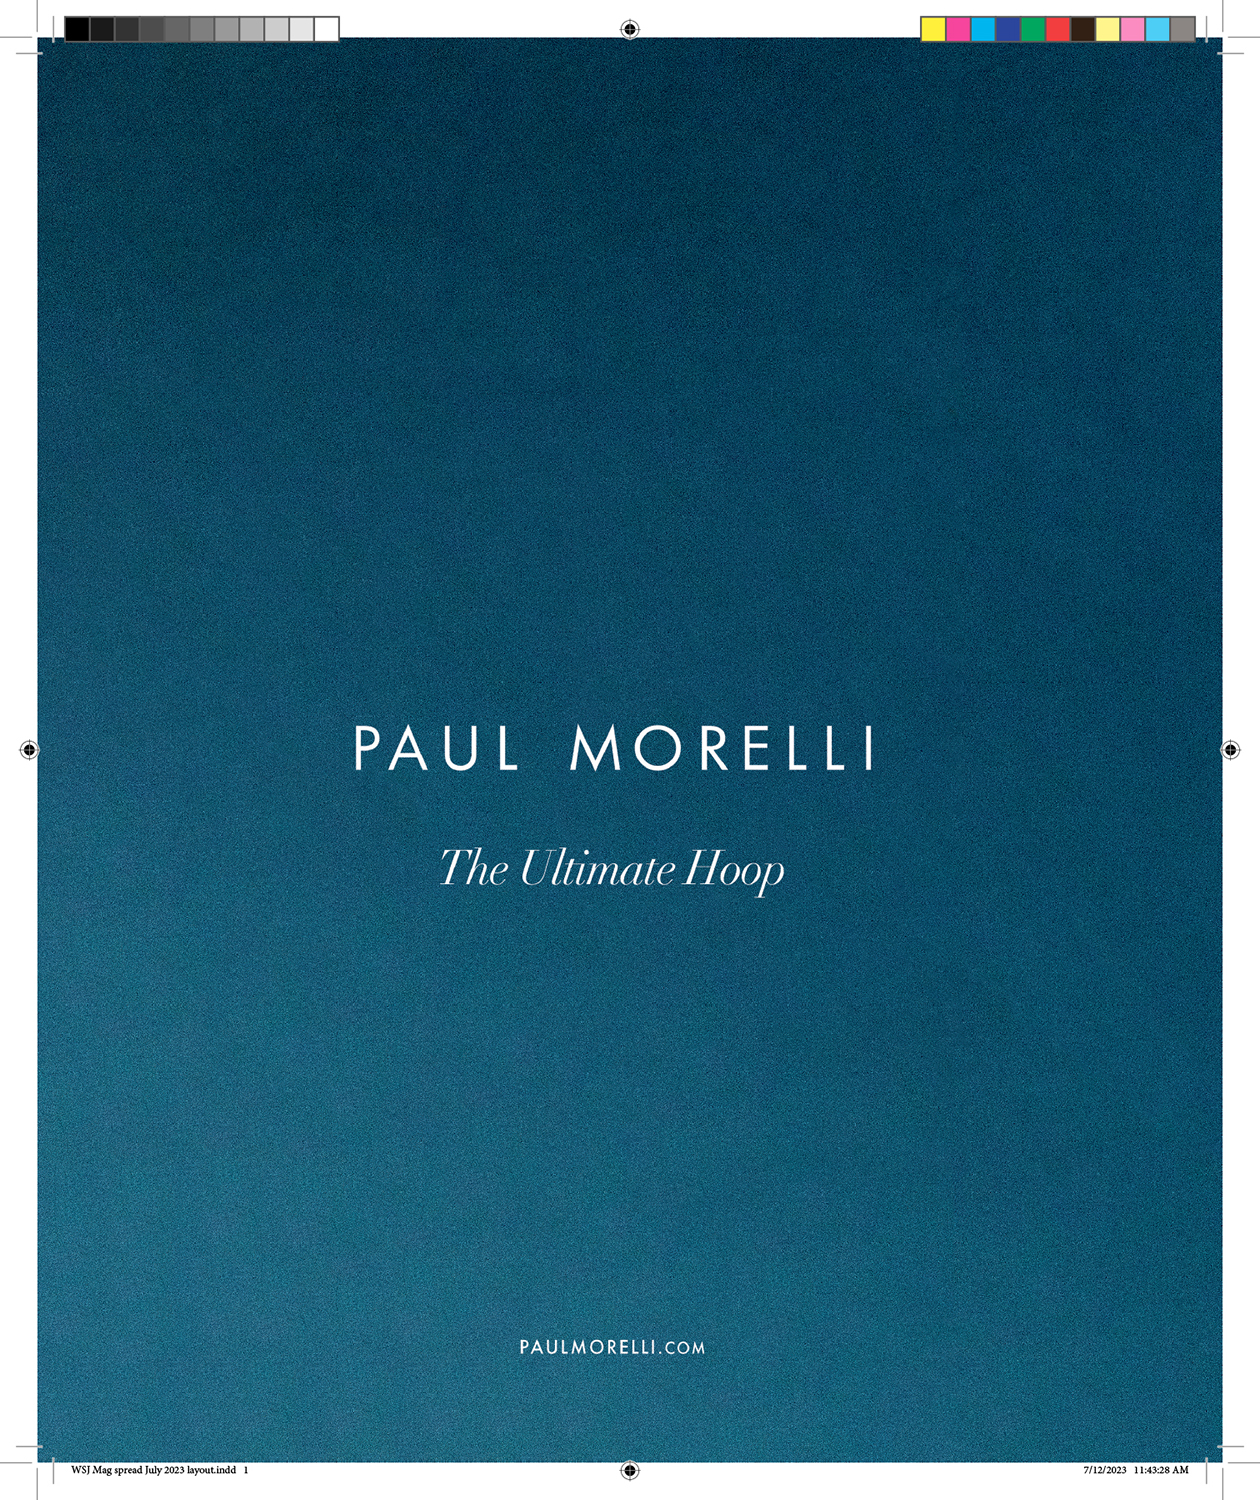 PAUL MORELLI
The Ultimate Hoop
PAULMORELLI.COM
WSJ Mag spread July 2023 layout.indd 1
7/12/2023 11:43:28 AM